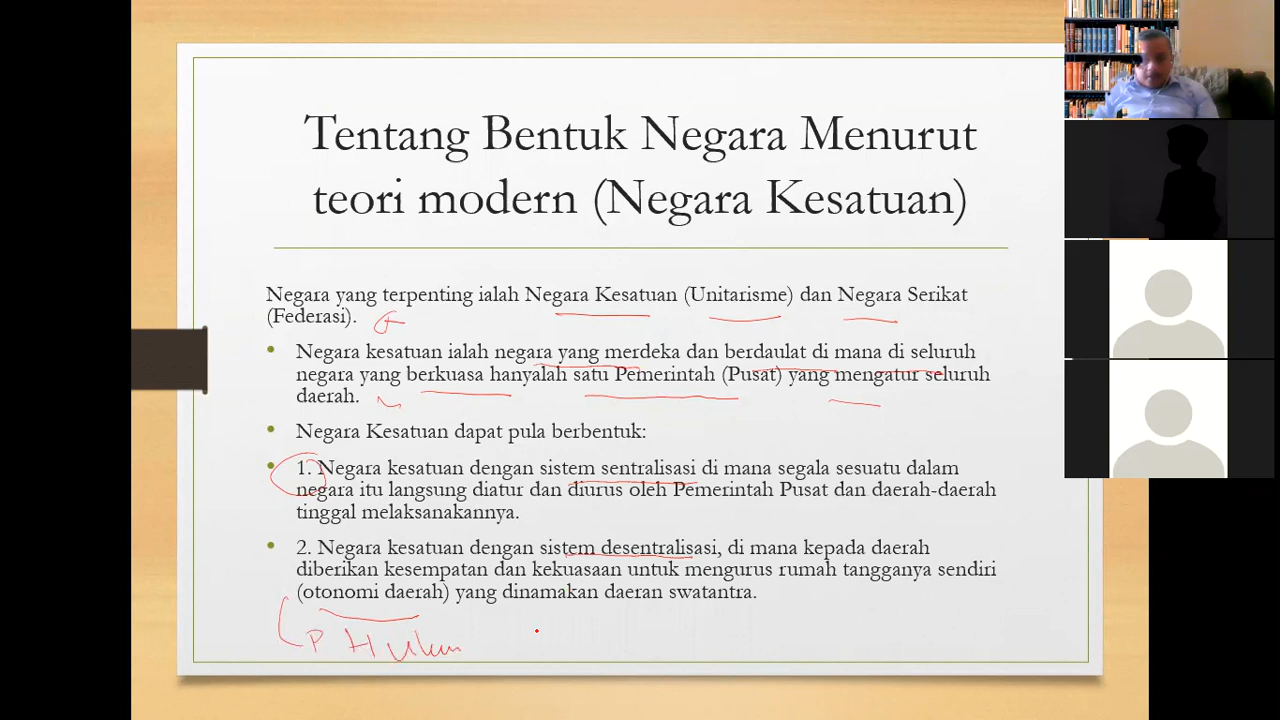 Tentang Bentuk Negara Menurut
teori modern (Negara Kesatuan)
Negara yang terpenting ialah Negara Kesatuan (Unitarisme) dan Negara Serikat
(Federasi).
• Negara kesatuan ialah negara yang merdeka dan berdaulat di mana di seluruh
negara yang berkuasa hanyalah satu Pemerintah (Pusat) yang mengatur seluruh
daerah.
• Negara Kesatuan dapat pula berbentuk:
• 1. Negara kesatuan dengan sistem sentralisasi di mana segala sesuatu dalam
negara itu langsung diatur dan diurus oleh Pemerintah Pusat dan daerah-daerah
tinggal melaksanakannya.
• 2. Negara kesatuan dengan sistem desentralisasi, di mana kepada daerah
diberikan kesempatan dan kekuasaan untuk mengurus rumah tangganya sendiri
(otonomi daerah) yang dinamakan daeran swatantra.